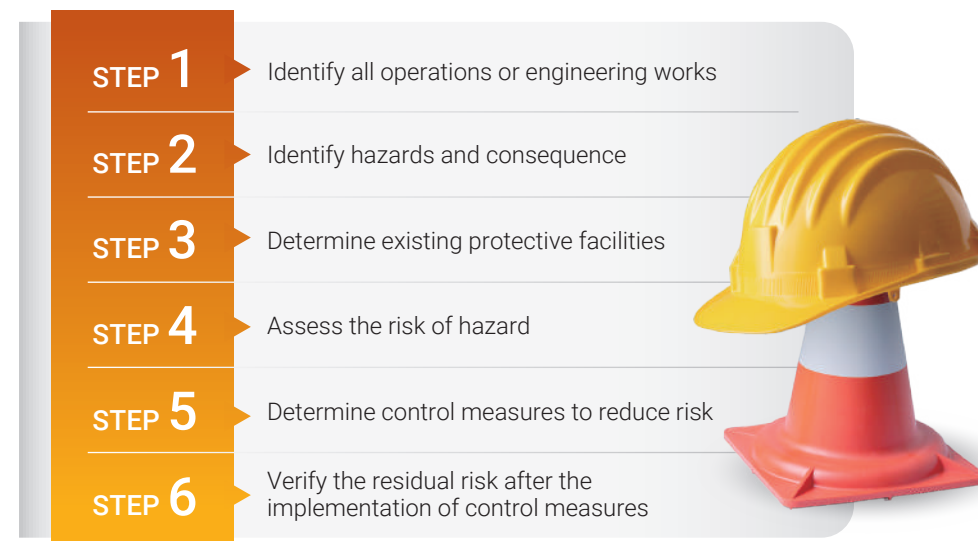 STEP 1 Identify all operations or engineering works
STEP 2 Identify hazards and consequence
STEP 3 Determine existing protective facilities
STEP 4 Assess the risk of hazard
STEP 5 Determine control measures to reduce risk
STEP 6 Verify the residual risk after the
implementation of control measures